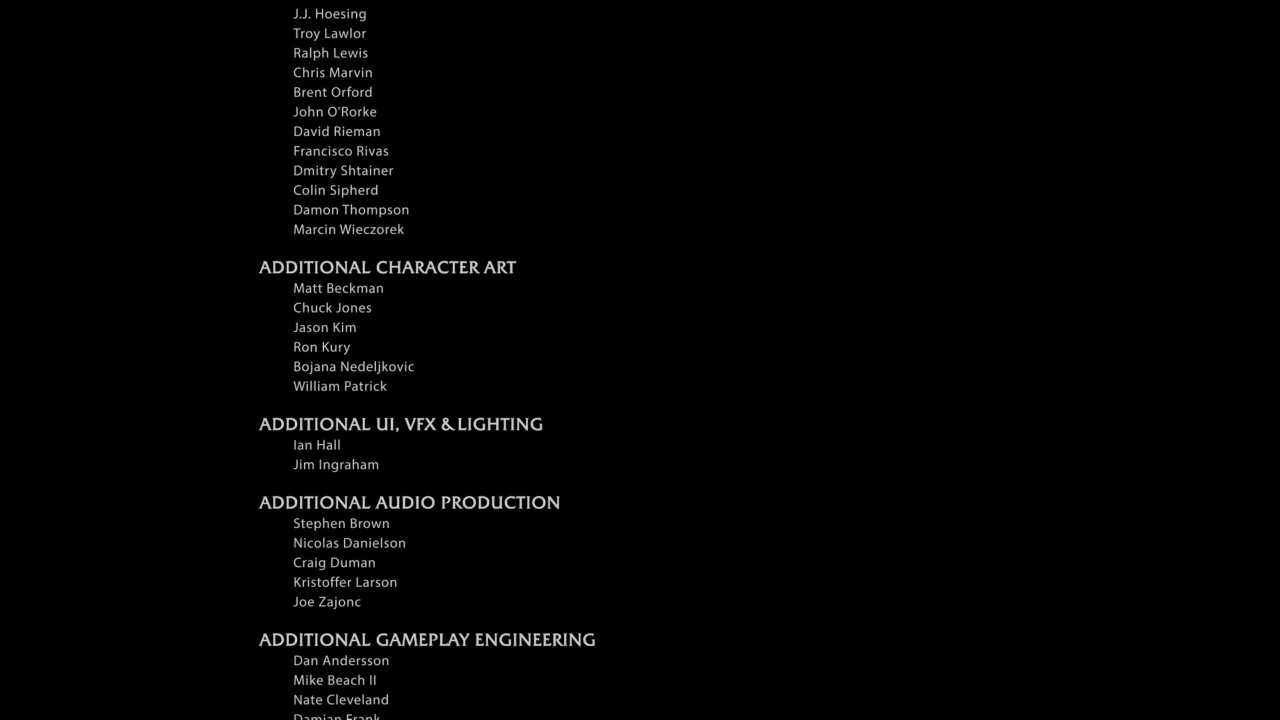 J.J. Hoesing
Troy Lawlor
Ralph Lewis
Chris Marvin
Brent Orford
John O'Rorke
David Rieman
Francisco Rivas
Dmitry Shtainer
Colin Sipherd
Damon Thompson
Marcin Wieczorek
ADDITIONAL CHARACTER ART
Matt Beckman
Chuck Jones
Jason Kim
Ron Kury
Bojana Nedeljkovic
William Patrick
ADDITIONAL UI, VFX & LIGHTING
Ian Hall
Jim Ingraham
ADDITIONAL AUDIO PRODUCTION
Stephen Brown
Nicolas Danielson
Craig Duman
Kristoffer Larson
Joe Zajonc
ADDITIONAL GAMEPLAY ENGINEERING
Dan Andersson
Mike Beach II
Nate Cleveland
Damian Frank